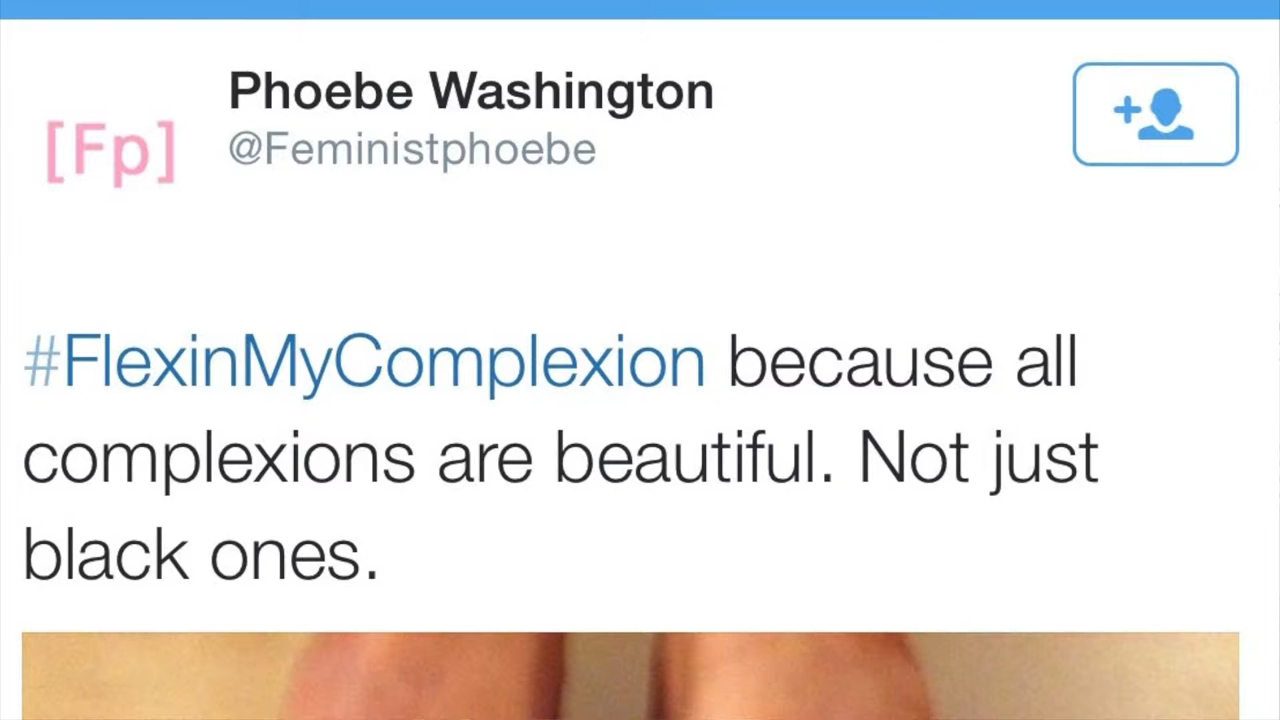 [Fp]
Phoebe Washington
@Feministphoebe
#FlexinMyComplexion because all
complexions are beautiful. Not just
black ones.